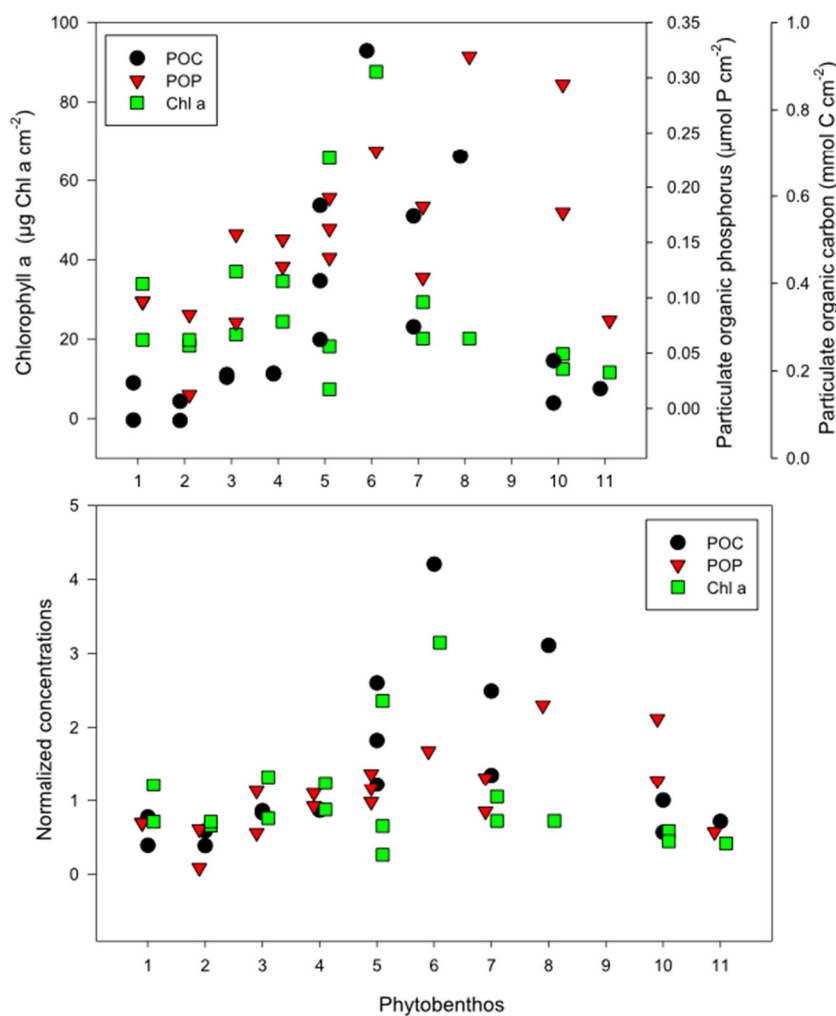 100
80
60
40
20
0
Chlorophyll a (µg Chl a cm-2)
POC
POP
Chl a
0.35
0.30
0.25
0.20
0.15
0.10
0.05
0.00
Particulate organic phosphorus (µmol P cm-2)
1.0
0.8
0.6
0.4
0.2
0.0
Particulate organic carbon (mmol C cm-2)
1 2 3 4 5 6 7 8 9 10 11
5
4
3
2
1
0
Normalized concentrations
POC
POP
Chl a
1 2 3 4 5 6 7 8 10 11
Phytobenthos